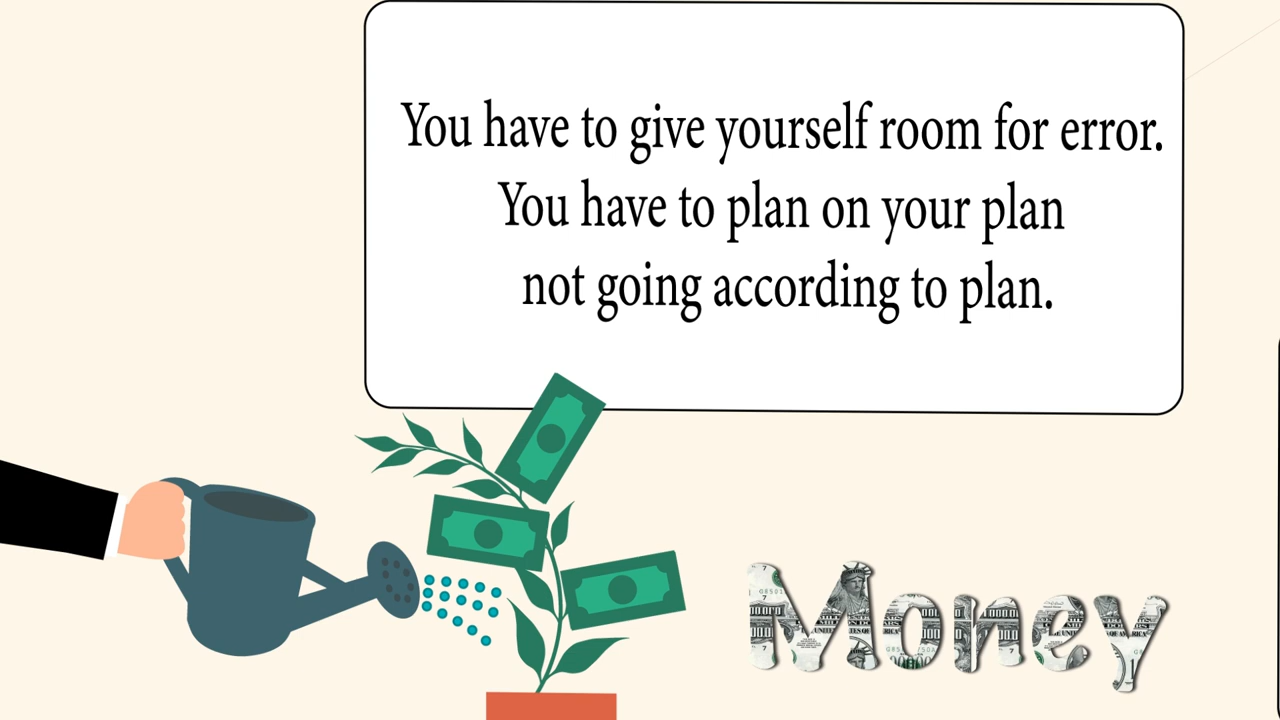 You have to give yourself room for error.
You have to plan on your plan
not going according to plan.
Money